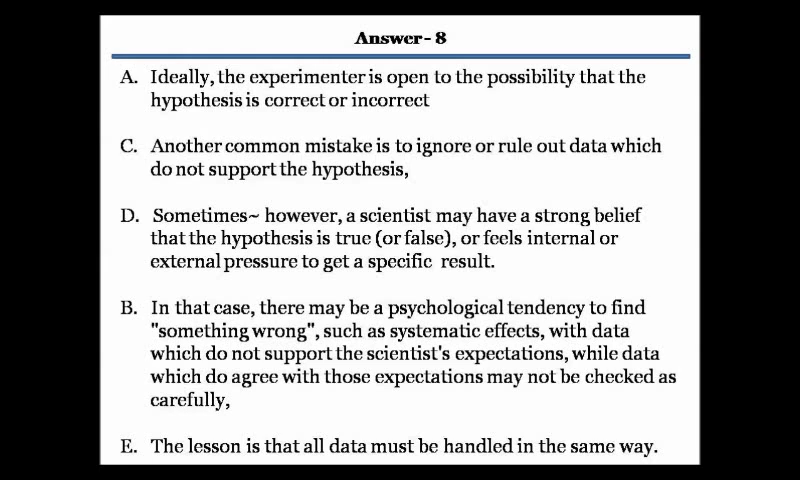 Answer - 8
A. Ideally, the experimenter is open to the possibility that the
hypothesis is correct or incorrect
C. Another common mistake is to ignore or rule out data which
do not support the hypothesis,
D. Sometimes~ however, a scientist may have a strong belief
that the hypothesis is true (or false), or feels internal or
external pressure to get a specific result.
B. In that case, there may be a psychological tendency to find
"something wrong", such as systematic effects, with data
which do not support the scientist's expectations, while data
which do agree with those expectations may not be checked as
carefully,
E. The lesson is that all data must be handled in the same way.